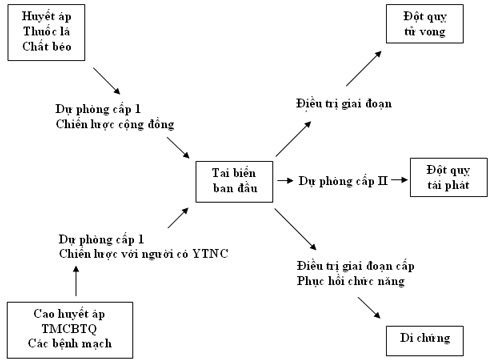 Huyết áp
Thuốc lá
Chất béo
Đột quỵ
tử vong
Dự phòng cấp 1
Chiến lược cộng đồng
Điều trị giai đoạn
Tai biến
ban đầu
Dự phòng cấp II
Đột quỵ
tái phát
Dự phòng cấp 1
Chiến lược với người có YTNC
Điều trị giai đoạn cấp
Phục hồi chức năng
Cao huyết áp
TMCBTQ
Các bệnh mạch
Di chứng